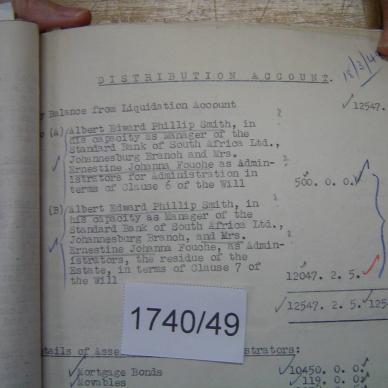 18/3/4
DISTRIBUTION ACCOUNT.
y Balance from Liquidation Account 12547.
o (A) Albert Edward Phillip Smith, in
his capacity as Manager of the
Standard Bank of South Africa Ltd.,
Johannesburg Branch and Mrs.
Ernestine Johanna Fouche as Admin-
istrators for Administration in
terms of Clause 6 of the Will 500. 0. 0.
(B) Albert Edward Phillip Smith, in
his capacity as Manager of the
Standard Bank of South Africa Ltd.,
Johannesburg Branch, and Mrs.
Ernestine Johanna Fouche, as Admin-
istrators, the residue of the
Estate, in terms of Clause 7 of
the Will 12047. 2. 5.
12547. 2. 5. 125
1740/49
etails of Asse strators:
Mortgage Bonds 10450. 0. 0.
Movables 119. 0. 0.